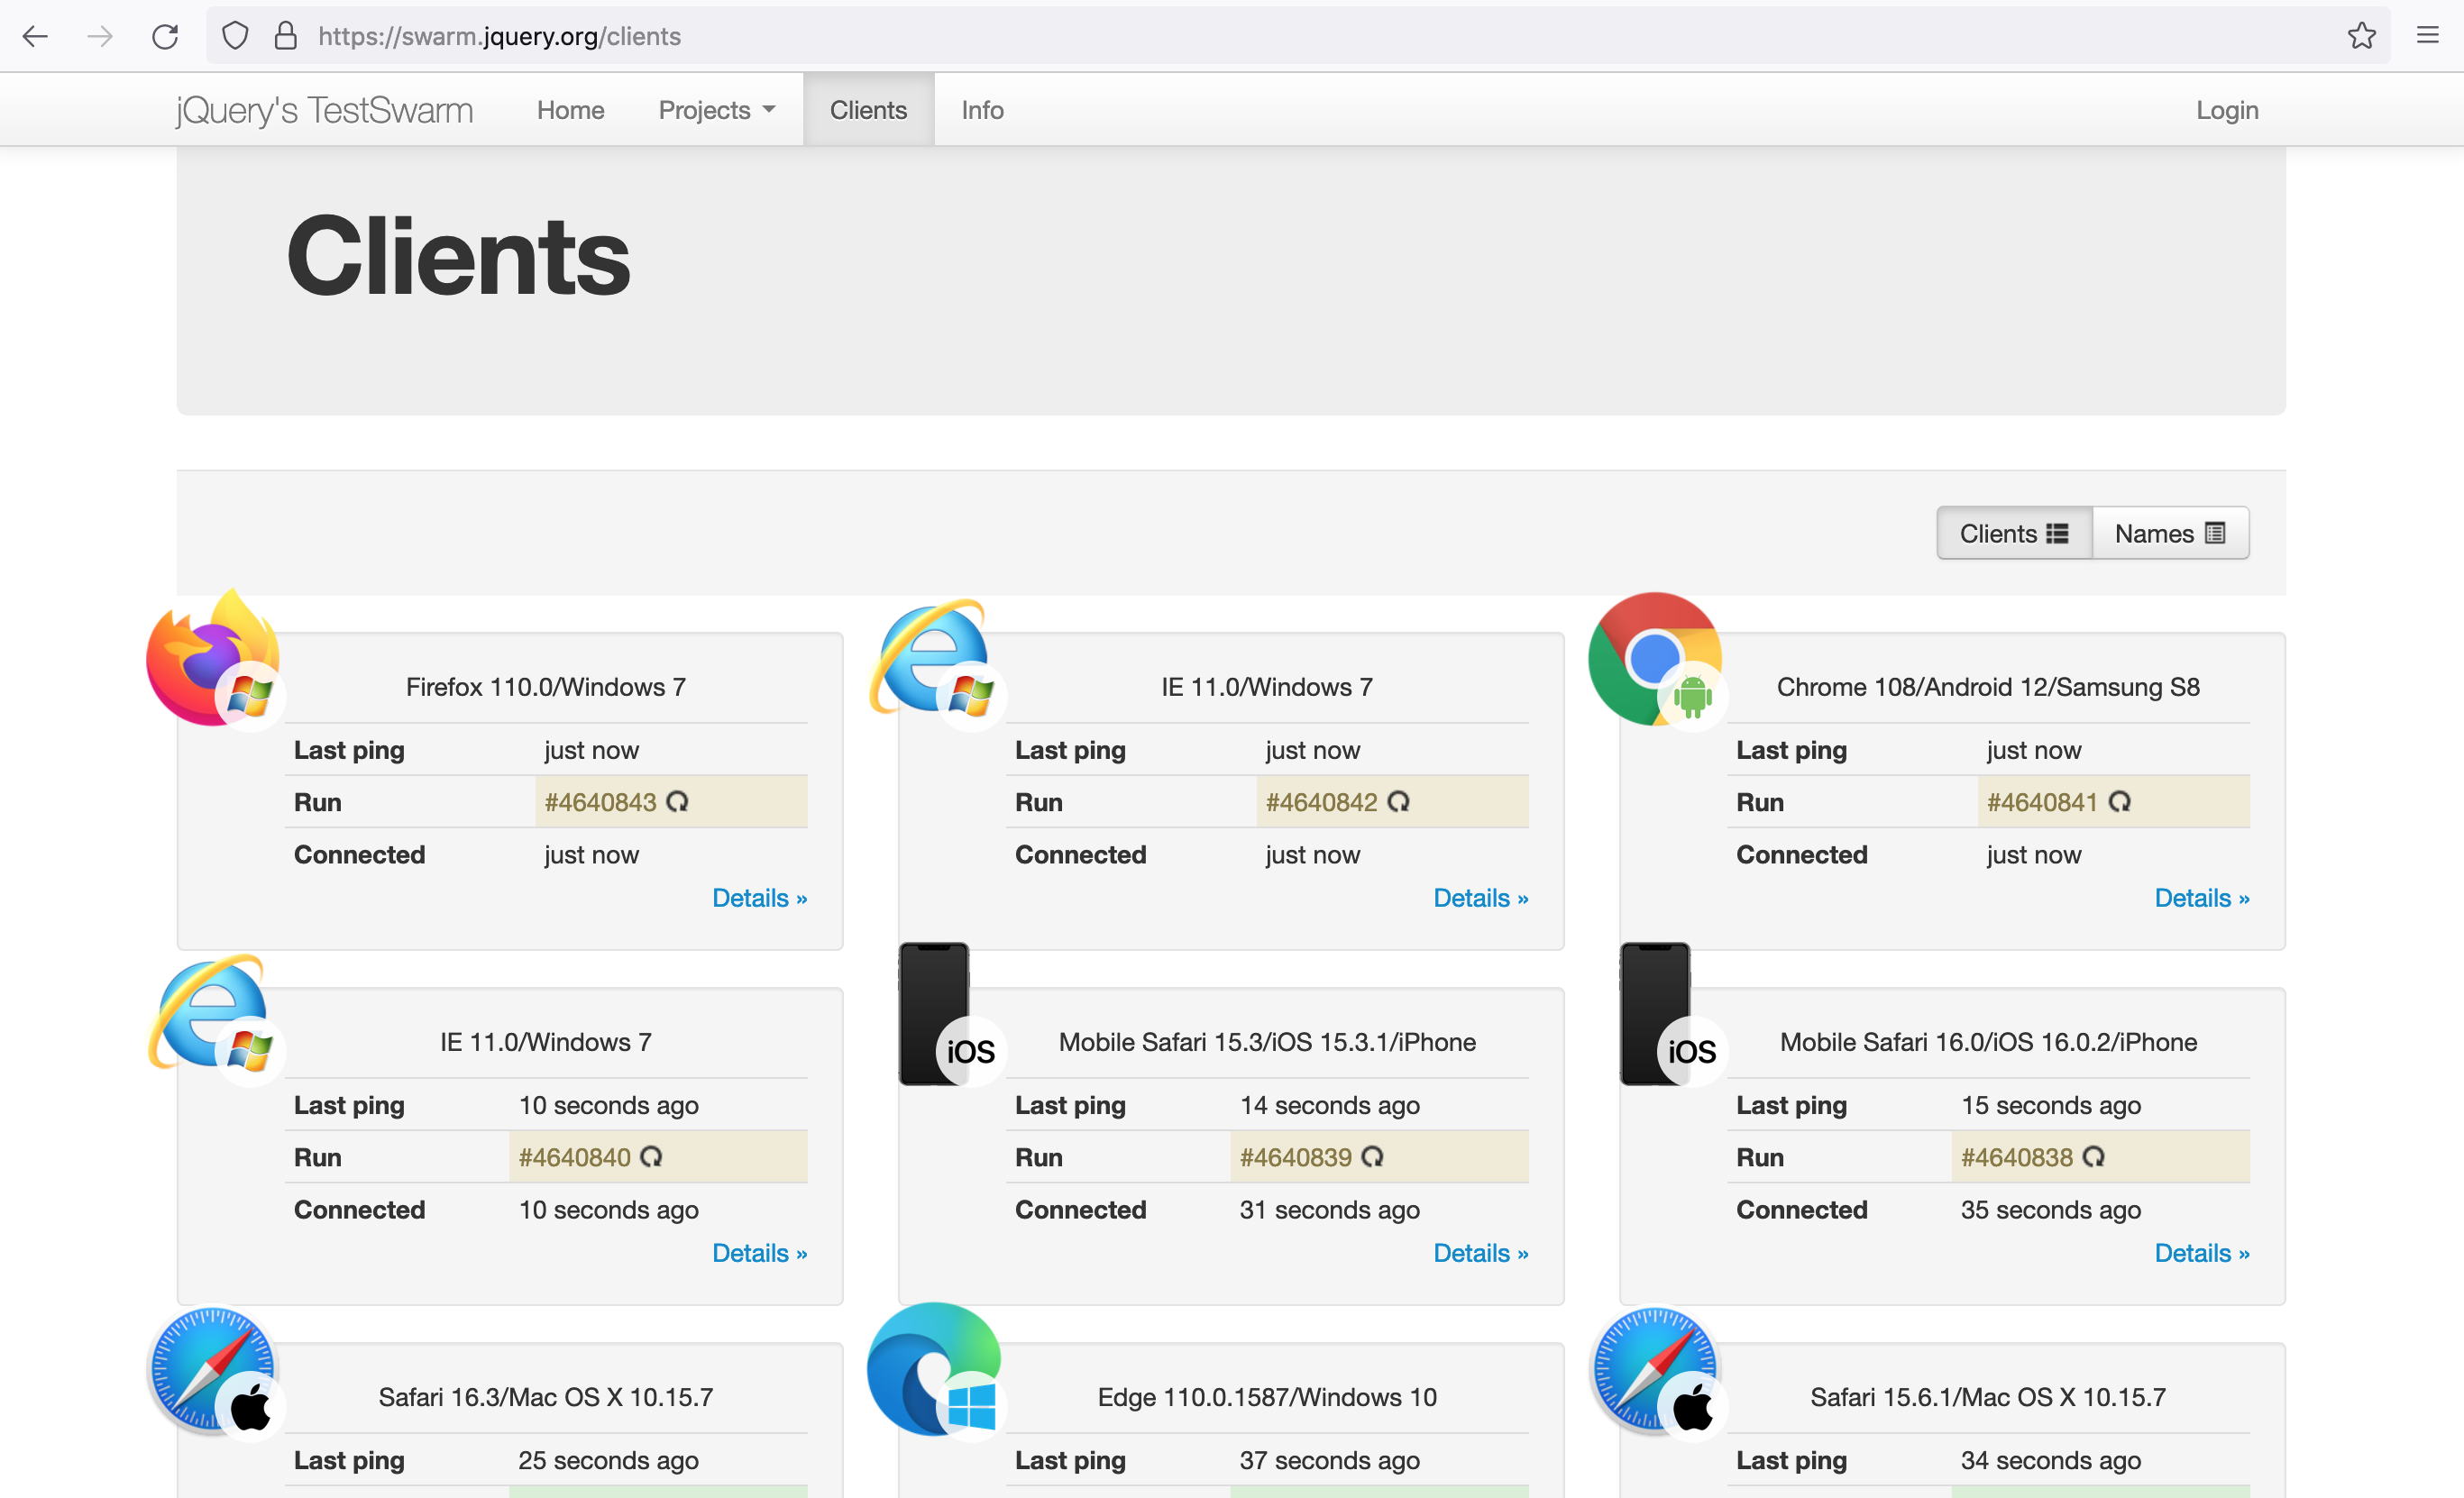 https://swarm.jquery.org/clients
jQuery's TestSwarm Home Projects Clients Info Login
Clients
Clients Names
Firefox 110.0/Windows 7
Last ping just now
Run #4640843
Connected just now
Details »
IE 11.0/Windows 7
Last ping just now
Run #4640842
Connected just now
Details »
Chrome 108/Android 12/Samsung S8
Last ping just now
Run #4640841
Connected just now
Details »
IE 11.0/Windows 7
Last ping 10 seconds ago
Run #4640840
Connected 10 seconds ago
Details »
iOS
Mobile Safari 15.3/iOS 15.3.1/iPhone
Last ping 14 seconds ago
Run #4640839
Connected 31 seconds ago
Details »
iOS
Mobile Safari 16.0/iOS 16.0.2/iPhone
Last ping 15 seconds ago
Run #4640838
Connected 35 seconds ago
Details »
Safari 16.3/Mac OS X 10.15.7
Last ping 25 seconds ago
Edge 110.0.1587/Windows 10
Last ping 37 seconds ago
Safari 15.6.1/Mac OS X 10.15.7
Last ping 34 seconds ago